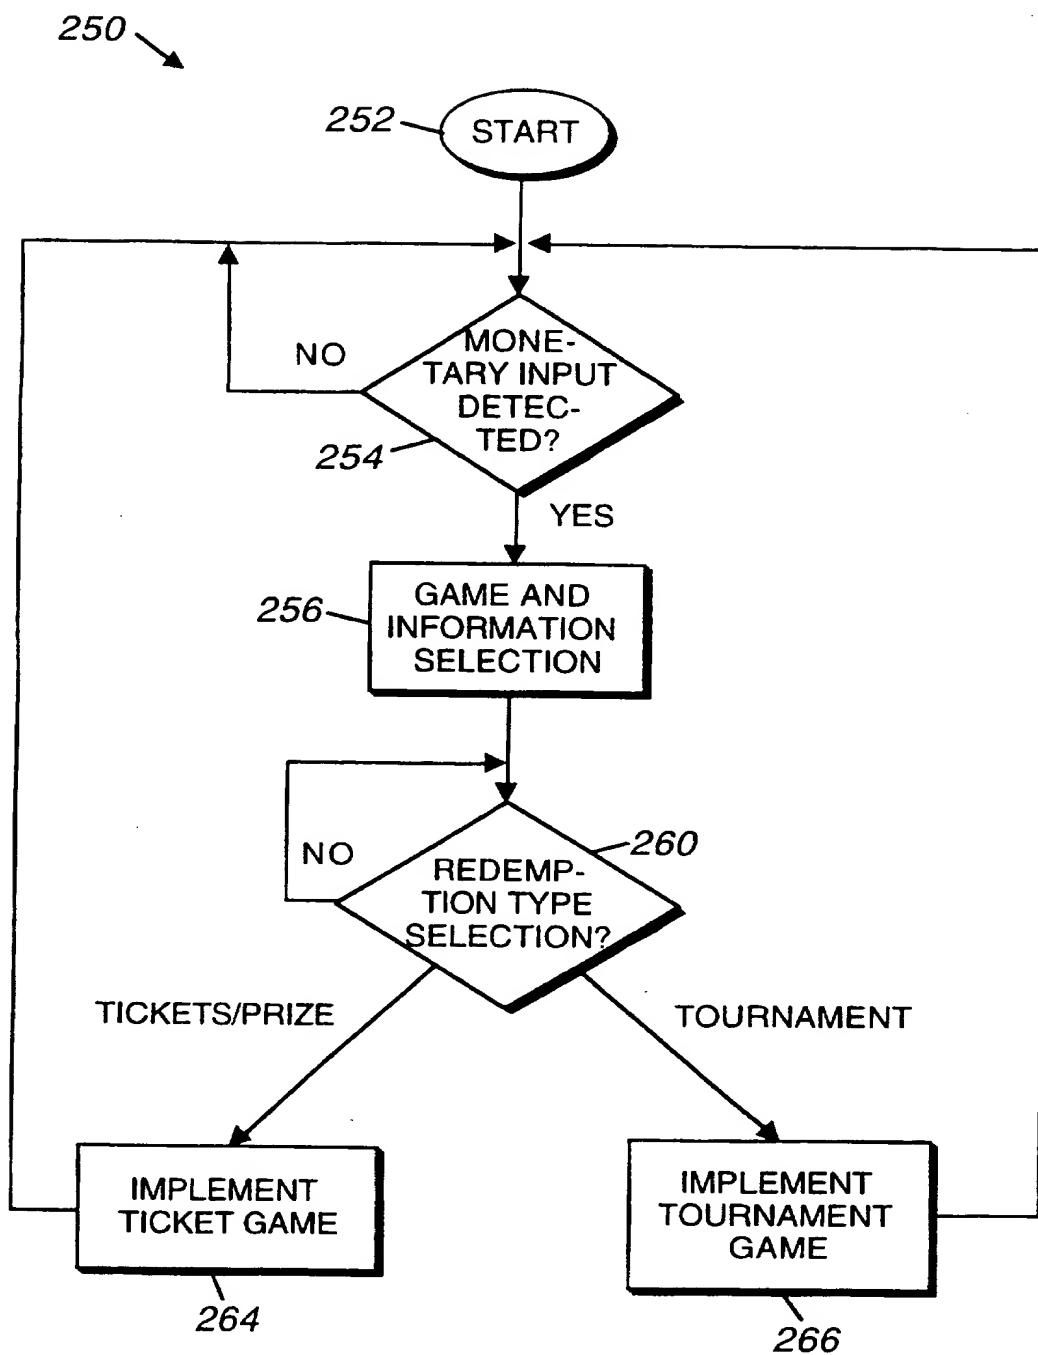 250
252
START
NO
MONE-
TARY INPUT
DETEC-
TED?
254
YES
256
GAME AND
INFORMATION
SELECTION
260
NO
REDEMP-
TION TYPE
SELECTION?
TICKETS/PRIZE
TOURNAMENT
IMPLEMENT
TICKET GAME
264
IMPLEMENT
TOURNAMENT
GAME
266